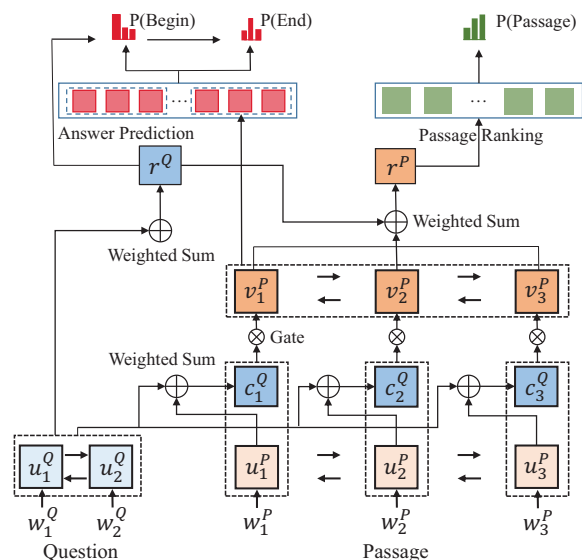 P(Begin) P(End) P(Passage)
... ...
Answer Prediction Passage Ranking
r^Q r^P
Weighted Sum
Weighted Sum
v_1^P v_2^P v_3^P
Gate
Weighted Sum
c_1^Q c_2^Q c_3^Q
u_1^Q u_2^Q u_1^P u_2^P u_3^P
w_1^Q w_2^Q w_1^P w_2^P w_3^P
Question Passage